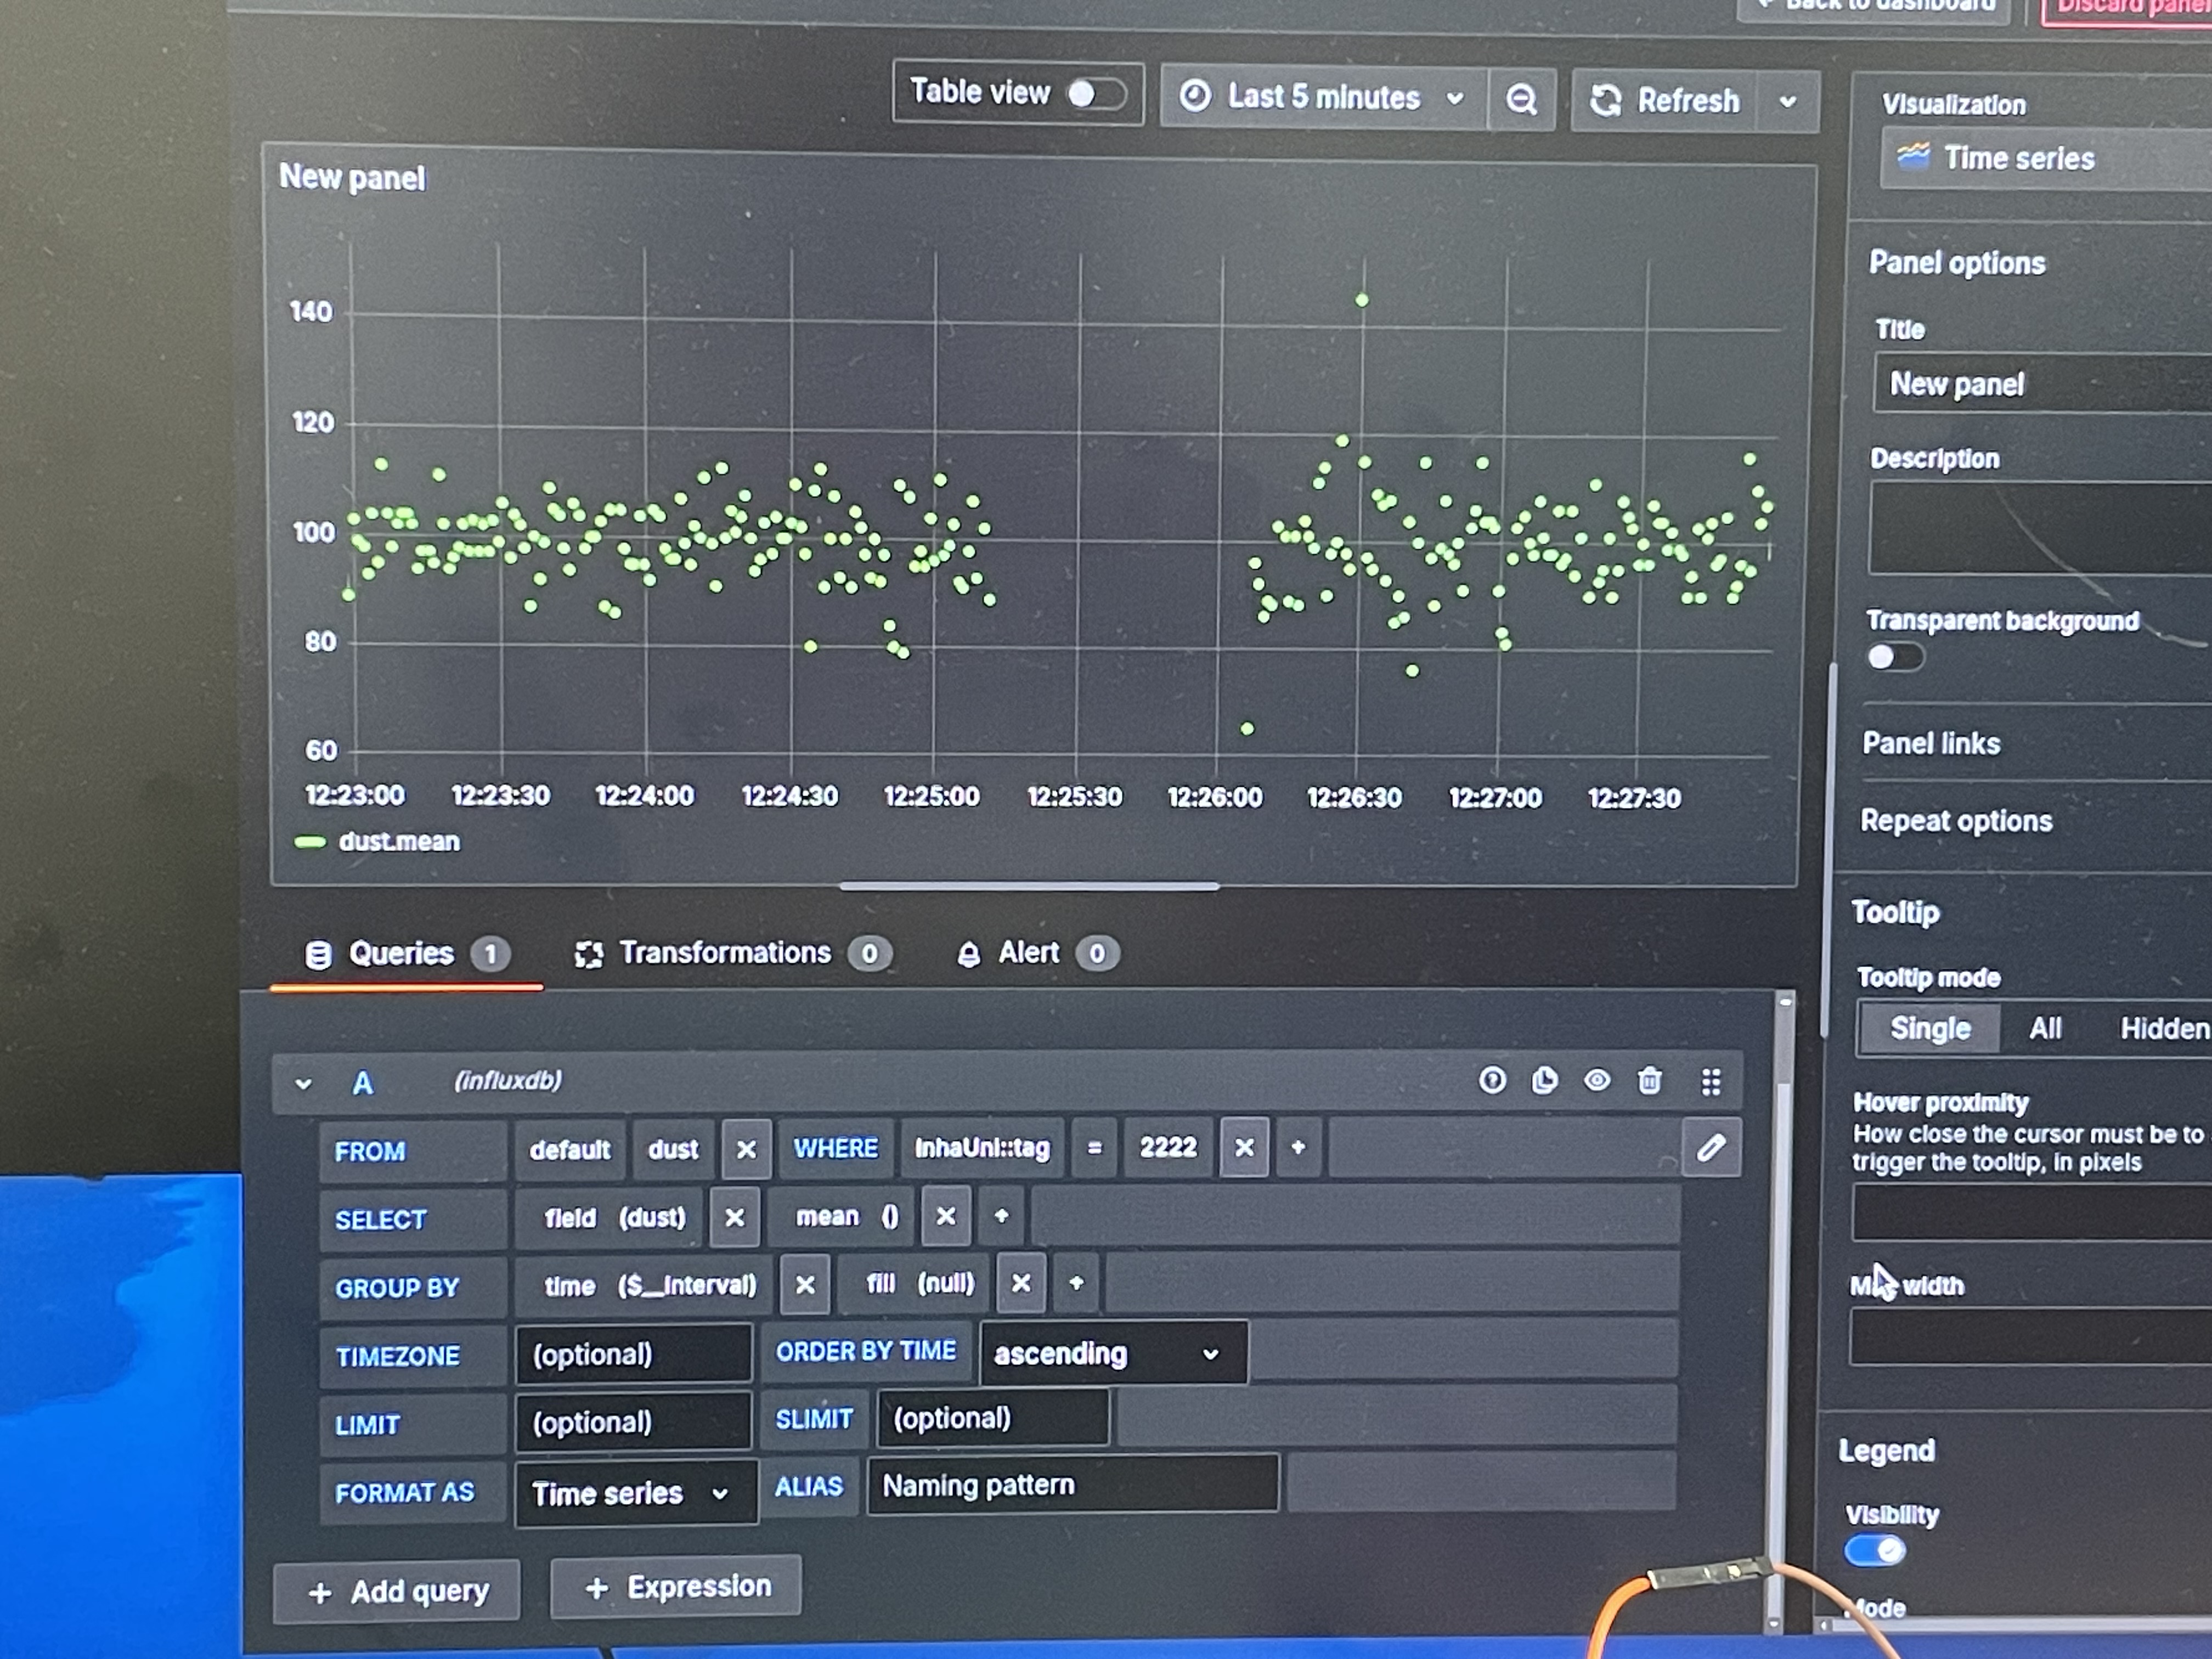 Back to dashboard
Discard panel
Table view
Last 5 minutes
Refresh
Visualization
Time series
New panel
140
120
100
80
60
12:23:00 12:23:30 12:24:00 12:24:30 12:25:00 12:25:30 12:26:00 12:26:30 12:27:00 12:27:30
dust.mean
Panel options
Title
New panel
Description
Transparent background
Panel links
Repeat options
Tooltip
Tooltip mode
Single All Hidden
Hover proximity
How close the cursor must be to
trigger the tooltip, in pixels
width
Legend
Visibility
Mode
Queries 1 Transformations 0 Alert 0
A (influxdb)
FROM default dust WHERE InhaUni::tag = 2222 +
SELECT field (dust) mean () +
GROUP BY time ($__interval) fill (null) +
TIMEZONE (optional) ORDER BY TIME ascending
LIMIT (optional) SLIMIT (optional)
FORMAT AS Time series ALIAS Naming pattern
+ Add query + Expression